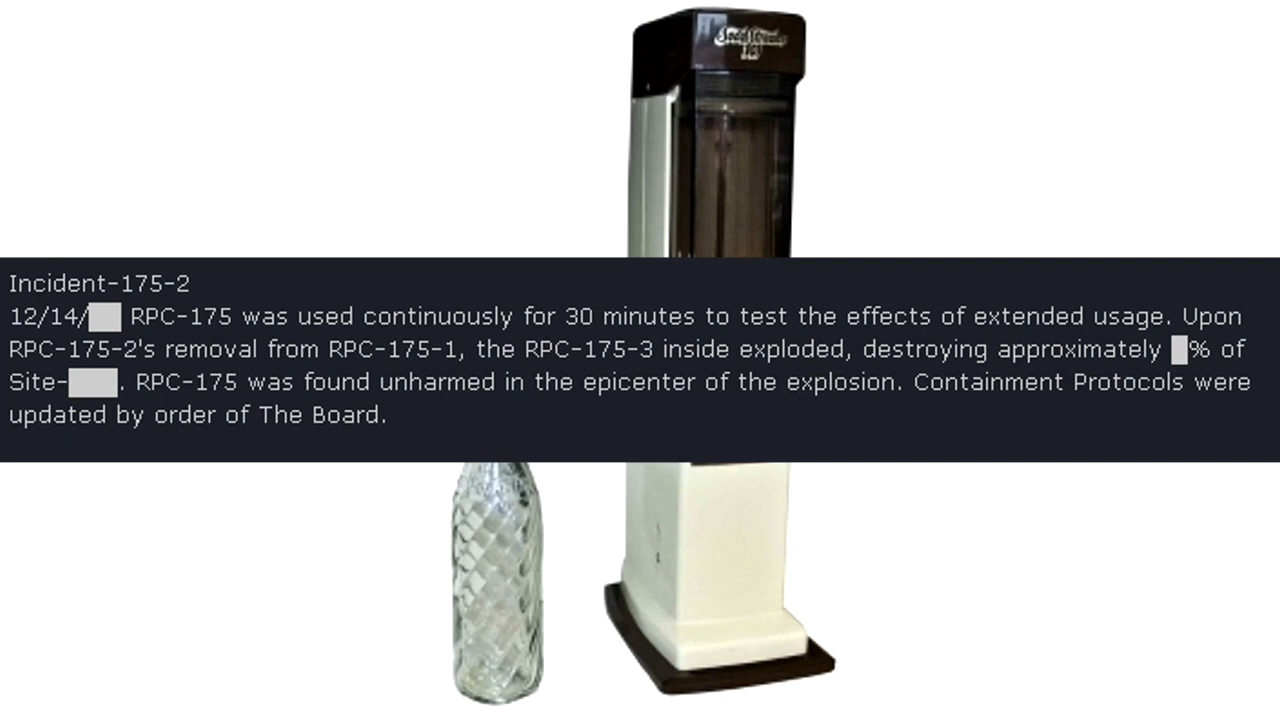 Incident-175-2
12/14/██ RPC-175 was used continuously for 30 minutes to test the effects of extended usage. Upon
RPC-175-2's removal from RPC-175-1, the RPC-175-3 inside exploded, destroying approximately █% of
Site-███. RPC-175 was found unharmed in the epicenter of the explosion. Containment Protocols were
updated by order of The Board.